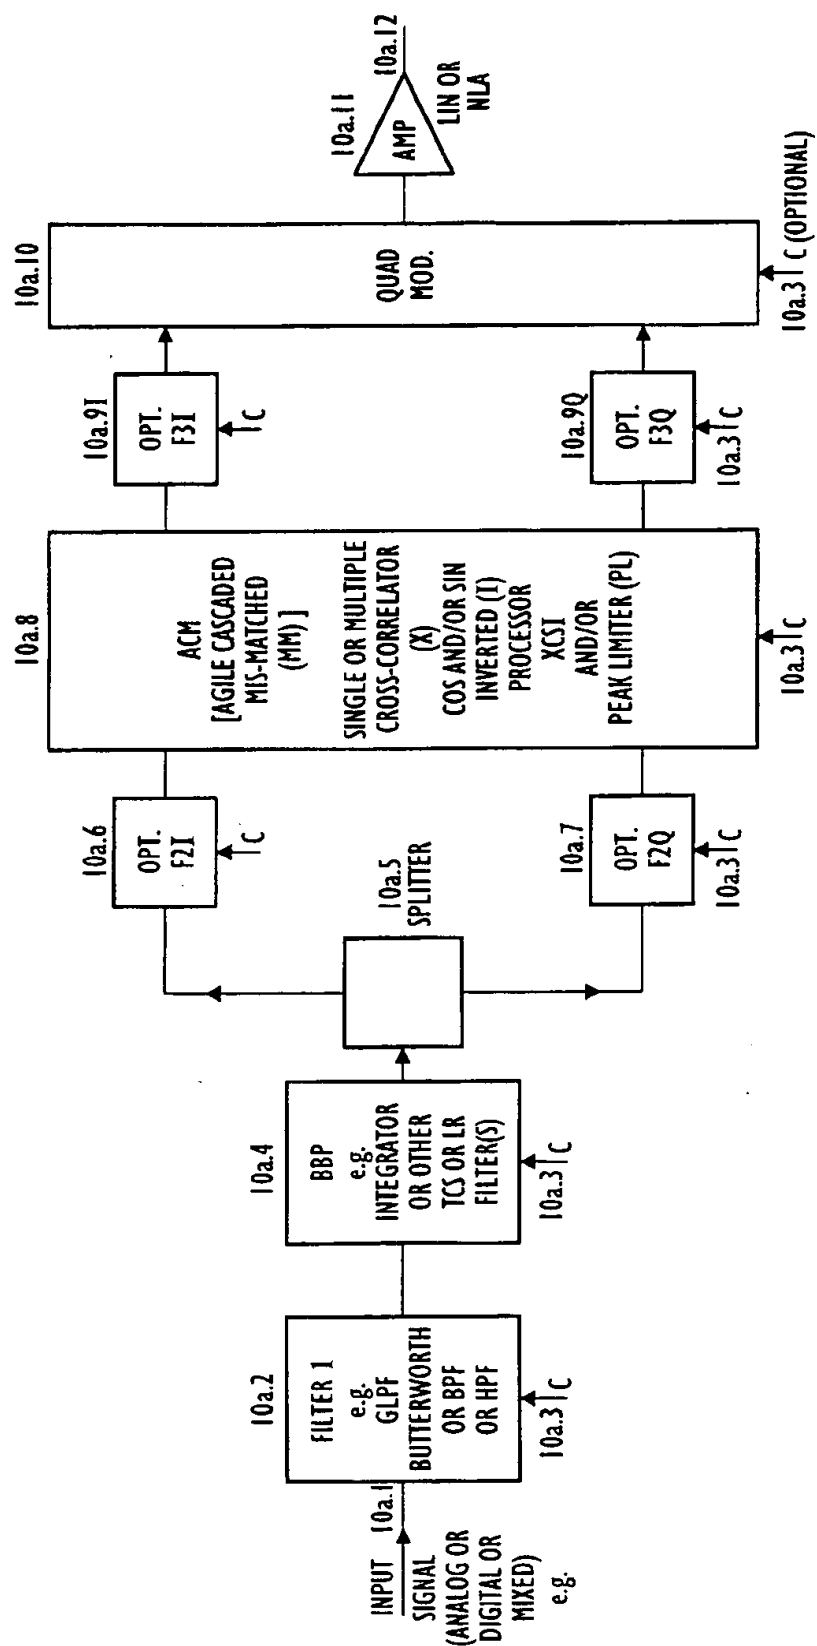 INPUT
SIGNAL
(ANALOG OR
DIGITAL OR
MIXED)
e.g.
10a.1
10a.2
FILTER 1
e.g.
GLPF
BUTTERWORTH
OR BPF
OR HPF
10a.3 C
10a.4
BBP
e.g.
INTEGRATOR
OR OTHER
TCS OR LR
FILTER(S)
10a.3 C
10a.5
SPLITTER
10a.6
OPT.
F2I
C
10a.7
OPT.
F2Q
10a.3 C
10a.8
ACM
[AGILE CASCADED
MIS-MATCHED
(MM)]
SINGLE OR MULTIPLE
CROSS-CORRELATOR
(X)
COS AND/OR SIN
INVERTED (I)
PROCESSOR
XCSI
AND/OR
PEAK LIMITER (PL)
10a.3 C
10a.9I
OPT.
F3I
C
10a.9Q
OPT.
F3Q
10a.3 C
10a.10
QUAD
MOD.
10a.3 C (OPTIONAL)
10a.11
AMP
LIN OR
NLA
10a.12